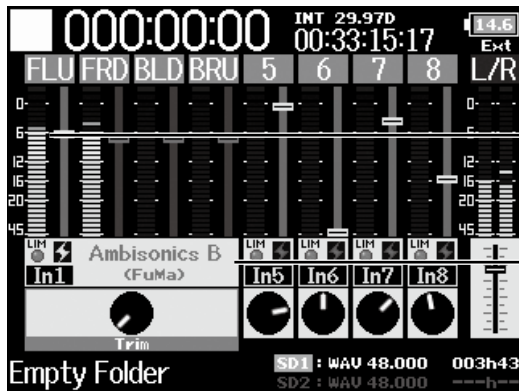 000:00:00 INT 29.97D 00:33:15:17 14.6 Ext
FLU FRD BLD BRU 5 6 7 8 L/R
0 0
6 6
12 12
16 16
20 20
45 45
LIM LIM LIM LIM LIM
Ambisonics B
(FuMa)
In1 In5 In6 In7 In8
Trim
Empty Folder
SD1 : WAV 48.000 003h43
SD2 : WAV 48.000 ---h--